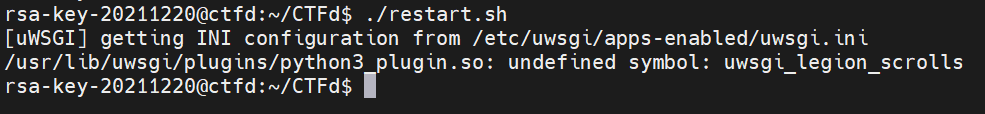 rsa-key-20211220@ctfd:~/CTFd$ ./restart.sh
[uWSGI] getting INI configuration from /etc/uwsgi/apps-enabled/uwsgi.ini
/usr/lib/uwsgi/plugins/python3_plugin.so: undefined symbol: uwsgi_legion_scrolls
rsa-key-20211220@ctfd:~/CTFd$